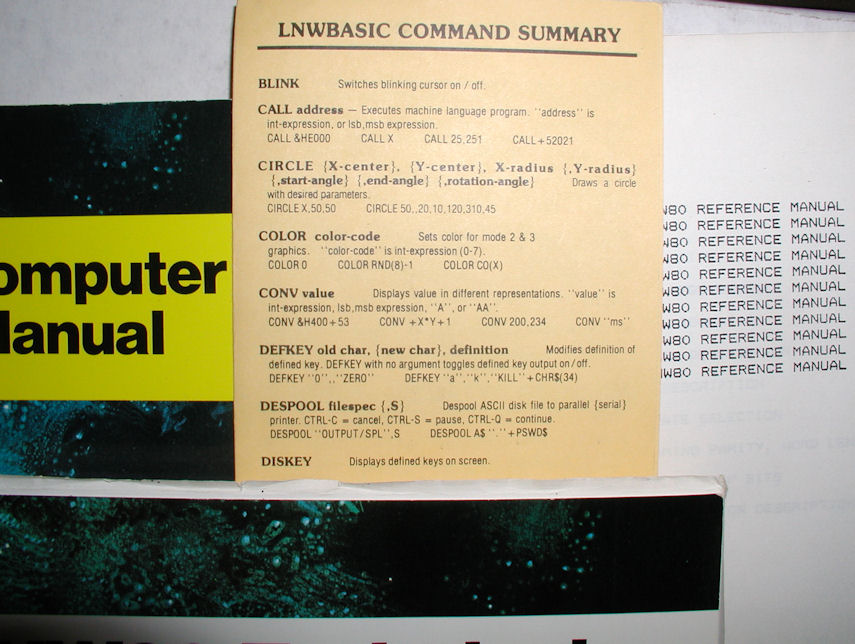 LNWBASIC COMMAND SUMMARY
BLINK Switches blinking cursor on / off.
CALL address — Executes machine language program. "address" is
int-expression, or lsb,msb expression.
CALL &HE000 CALL X CALL 25,251 CALL+52021
CIRCLE {X-center}, {Y-center}, X-radius {,Y-radius}
{,start-angle} {,end-angle} {,rotation-angle} Draws a circle
with desired parameters.
CIRCLE X,50,50 CIRCLE 50,,20,10,120,310,45
COLOR color-code Sets color for mode 2 & 3
graphics. "color-code" is int-expression (0-7).
COLOR 0 COLOR RND(8)-1 COLOR CO(X)
CONV value Displays value in different representations. "value" is
int-expression, lsb,msb expression, "A", or "AA".
CONV &H400+53 CONV +X*Y+1 CONV 200,234 CONV "ms"
DEFKEY old char, {new char}, definition Modifies definition of
defined key. DEFKEY with no argument toggles defined key output on / off.
DEFKEY "0",,"ZERO" DEFKEY "a","k","KILL"+CHR$(34)
DESPOOL filespec {,S} Despool ASCII disk file to parallel {serial}
printer. CTRL-C = cancel, CTRL-S = pause, CTRL-Q = continue.
DESPOOL "OUTPUT/SPL",S DESPOOL A$ "."+PSWD$
DISKEY Displays defined keys on screen.
omputer
anual
W80 REFERENCE MANUAL
W80 REFERENCE MANUAL
W80 REFERENCE MANUAL
W80 REFERENCE MANUAL
W80 REFERENCE MANUAL
W80 REFERENCE MANUAL
W80 REFERENCE MANUAL
W80 REFERENCE MANUAL
W80 REFERENCE MANUAL
W80 REFERENCE MANUAL
W80 REFERENCE MANUAL
SELECTION
PARITY, WORD
DESCRIPTION